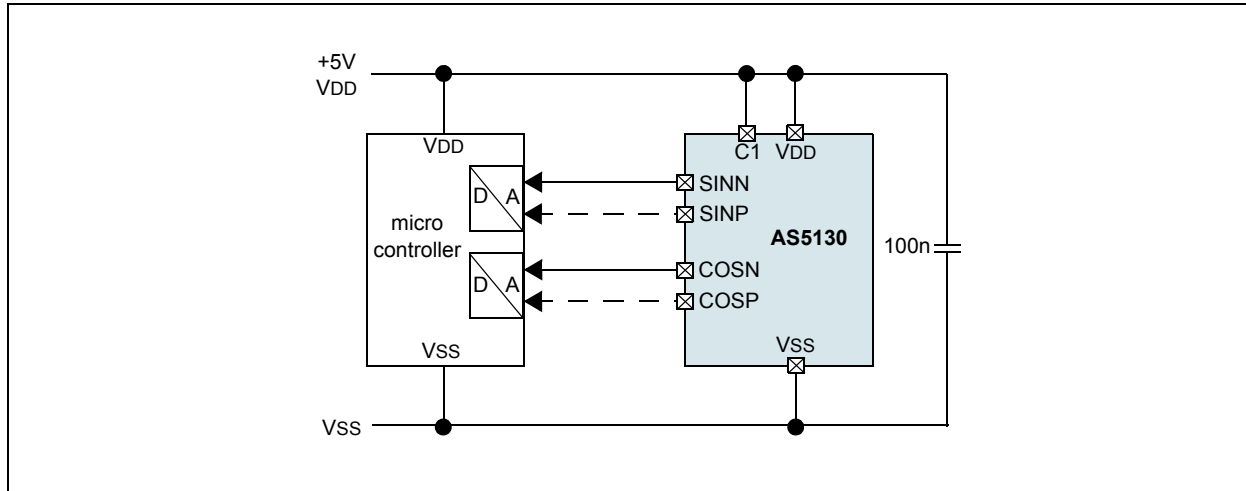 +5V
VDD
VDD
C1 VDD
D A
SINN
SINP
micro
controller
AS5130
100n
D A
COSN
COSP
VSS
VSS
VSS